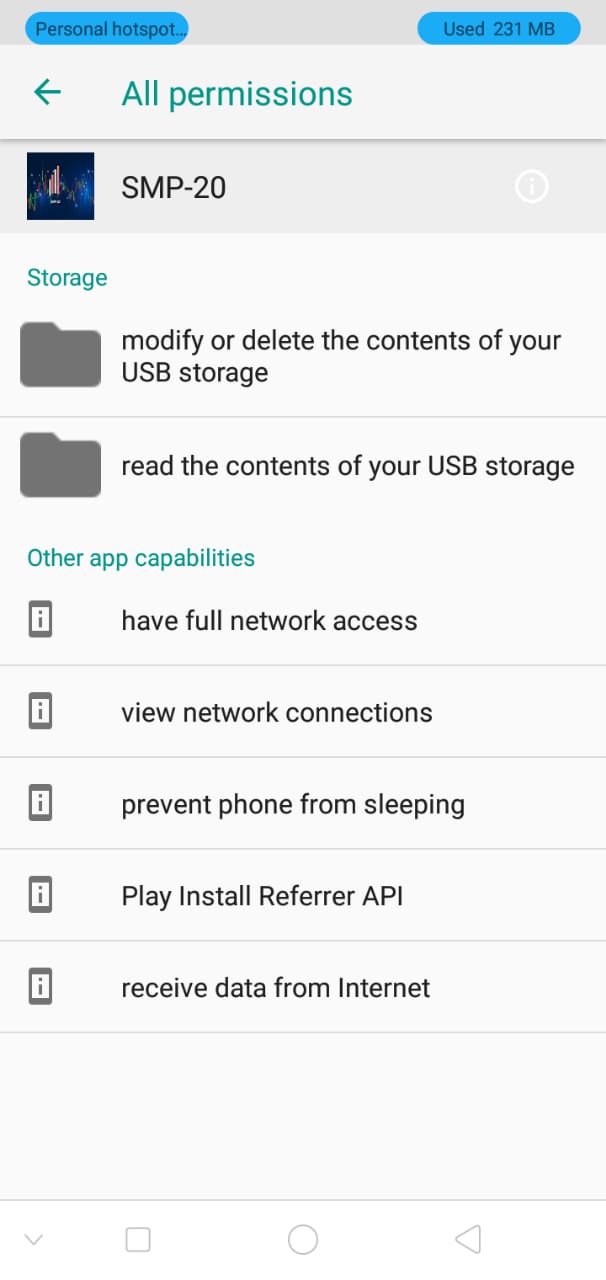 Personal hotspot...
Used 231 MB
All permissions
SMP-20
Storage
modify or delete the contents of your
USB storage
read the contents of your USB storage
Other app capabilities
have full network access
view network connections
prevent phone from sleeping
Play Install Referrer API
receive data from Internet